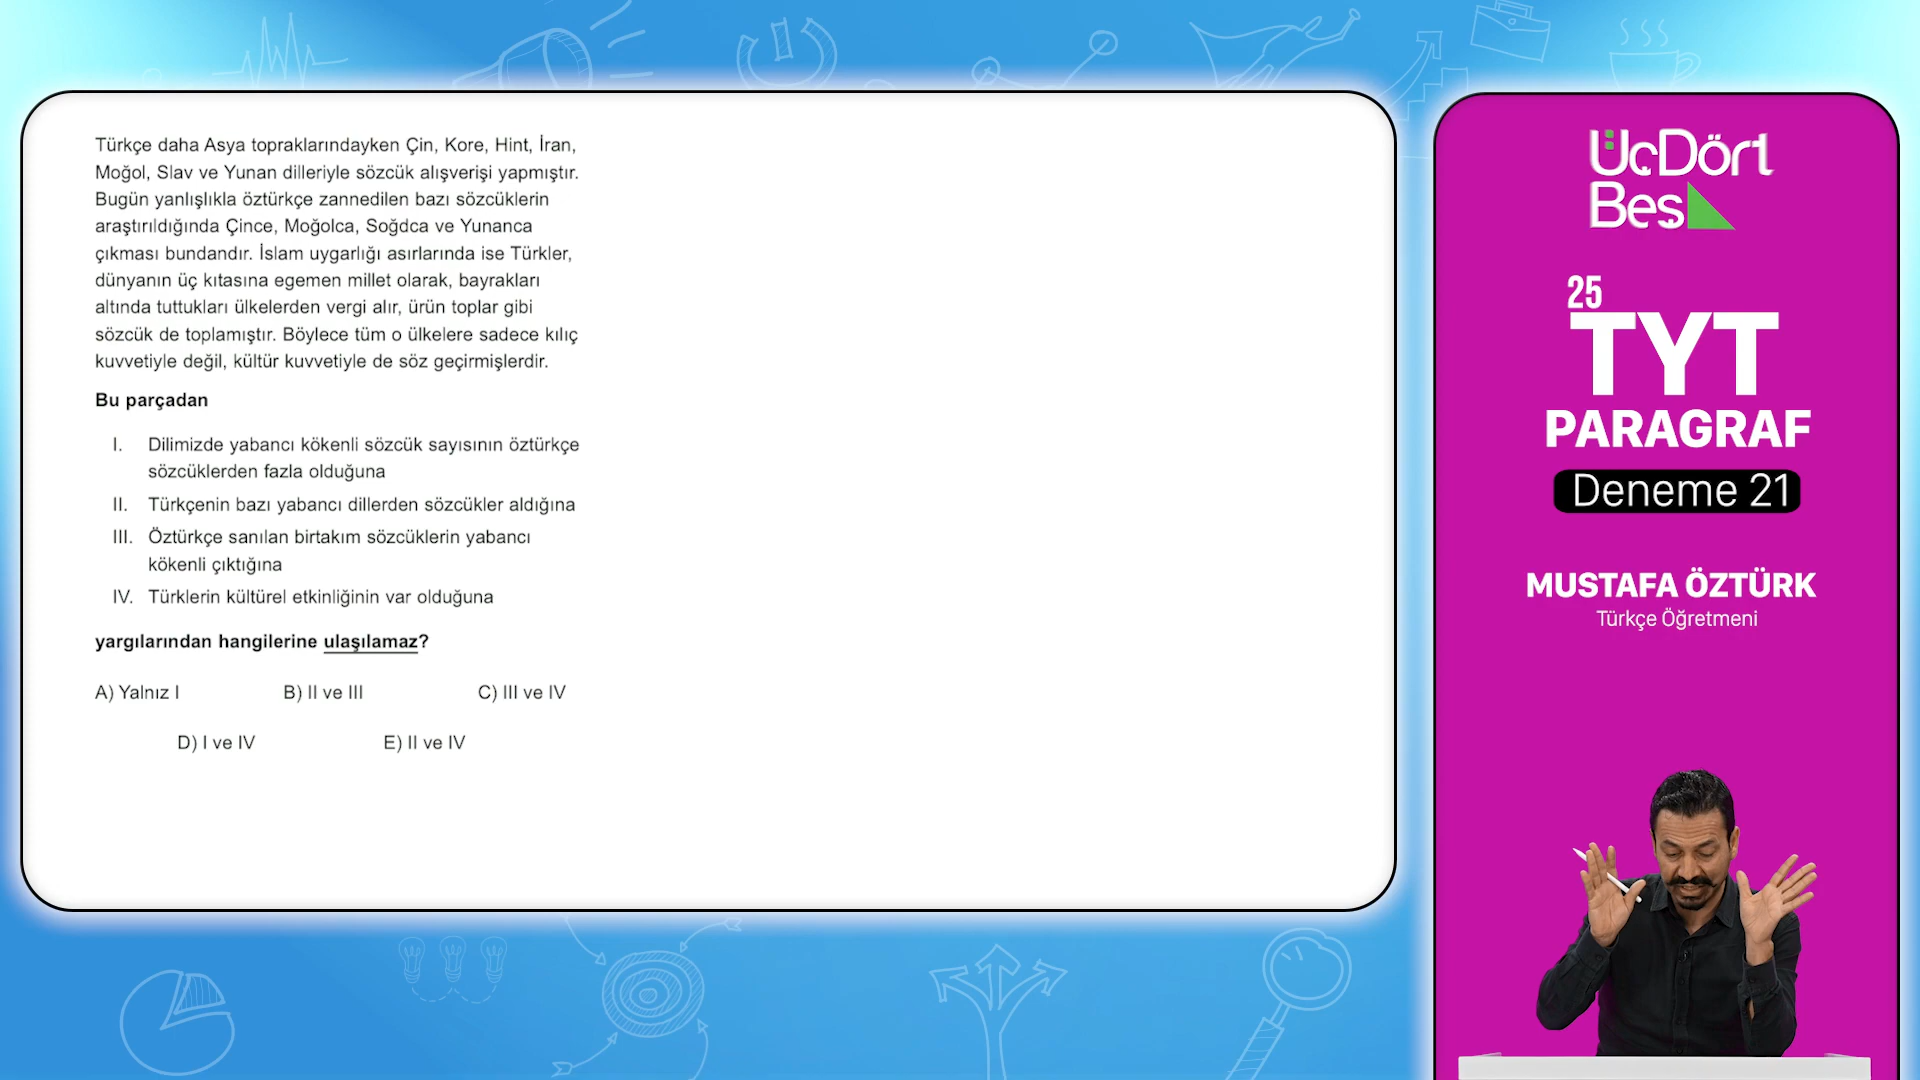 Türkçe daha Asya topraklarındayken Çin, Kore, Hint, İran,
Moğol, Slav ve Yunan dilleriyle sözcük alışverişi yapmıştır.
Bugün yanlışlıkla öztürkçe zannedilen bazı sözcüklerin
araştırıldığında Çince, Moğolca, Soğdca ve Yunanca
çıkması bundandır. İslam uygarlığı asırlarında ise Türkler,
dünyanın üç kıtasına egemen millet olarak, bayrakları
altında tuttukları ülkelerden vergi alır, ürün toplar gibi
sözcük de toplamıştır. Böylece tüm o ülkelere sadece kılıç
kuvvetiyle değil, kültür kuvvetiyle de söz geçirmişlerdir.
Bu parçadan
I. Dilimizde yabancı kökenli sözcük sayısının öztürkçe
sözcüklerden fazla olduğuna
II. Türkçenin bazı yabancı dillerden sözcükler aldığına
III. Öztürkçe sanılan birtakım sözcüklerin yabancı
kökenli çıktığına
IV. Türklerin kültürel etkinliğinin var olduğuna
yargılarından hangilerine ulaşılamaz?
A) Yalnız I B) II ve III C) III ve IV
D) I ve IV E) II ve IV
ÜçDört
Beş
25
TYT
PARAGRAF
Deneme 21
MUSTAFA ÖZTÜRK
Türkçe Öğretmeni